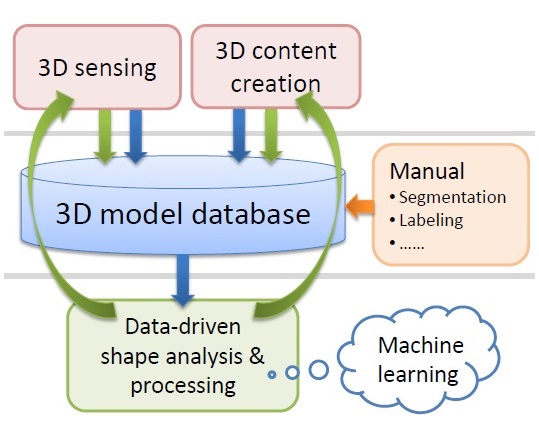 3D sensing
3D content
creation
3D model database
Manual
• Segmentation
• Labeling
• ......
Data-driven
shape analysis &
processing
Machine
learning